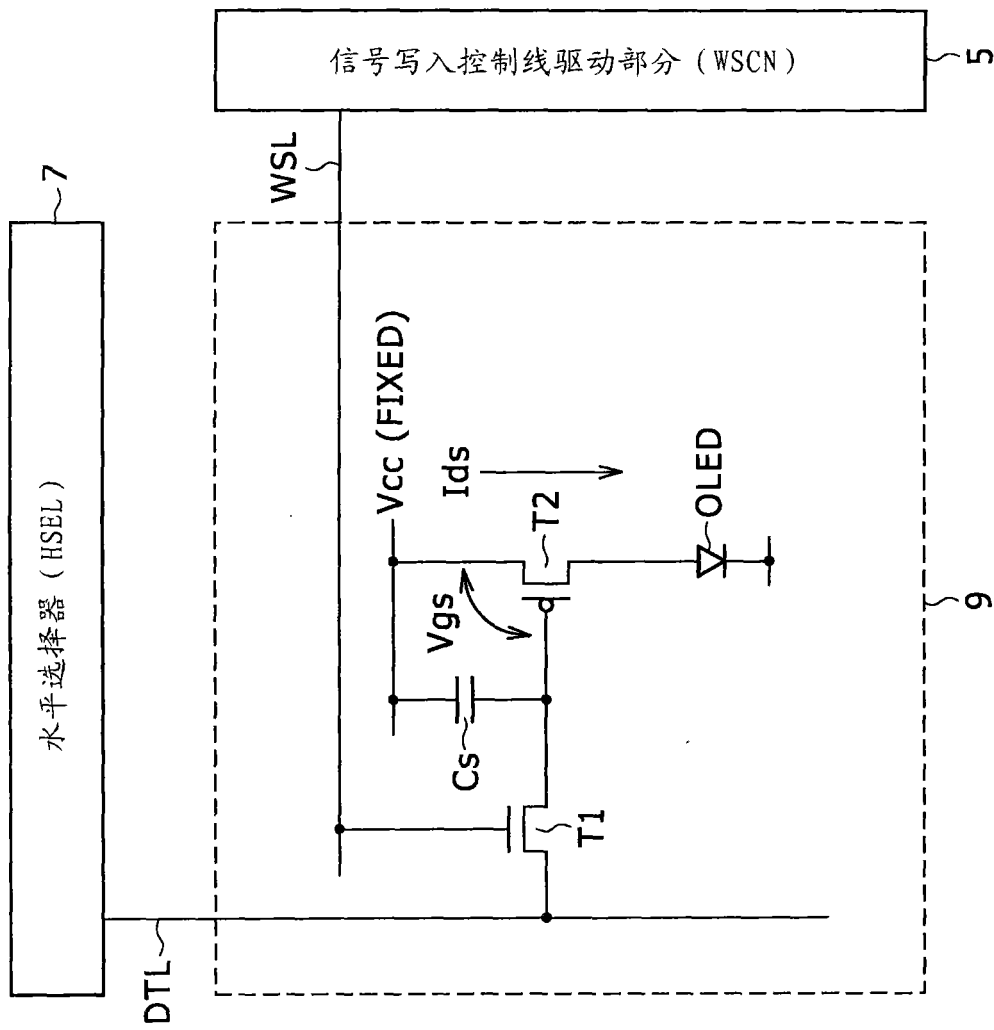 水平选择器(HSEL)
7
信号写入控制线驱动部分(WSCN)
5
DTL
WSL
Vcc (FIXED)
Ids
Vgs
Cs
T1
T2
OLED
9